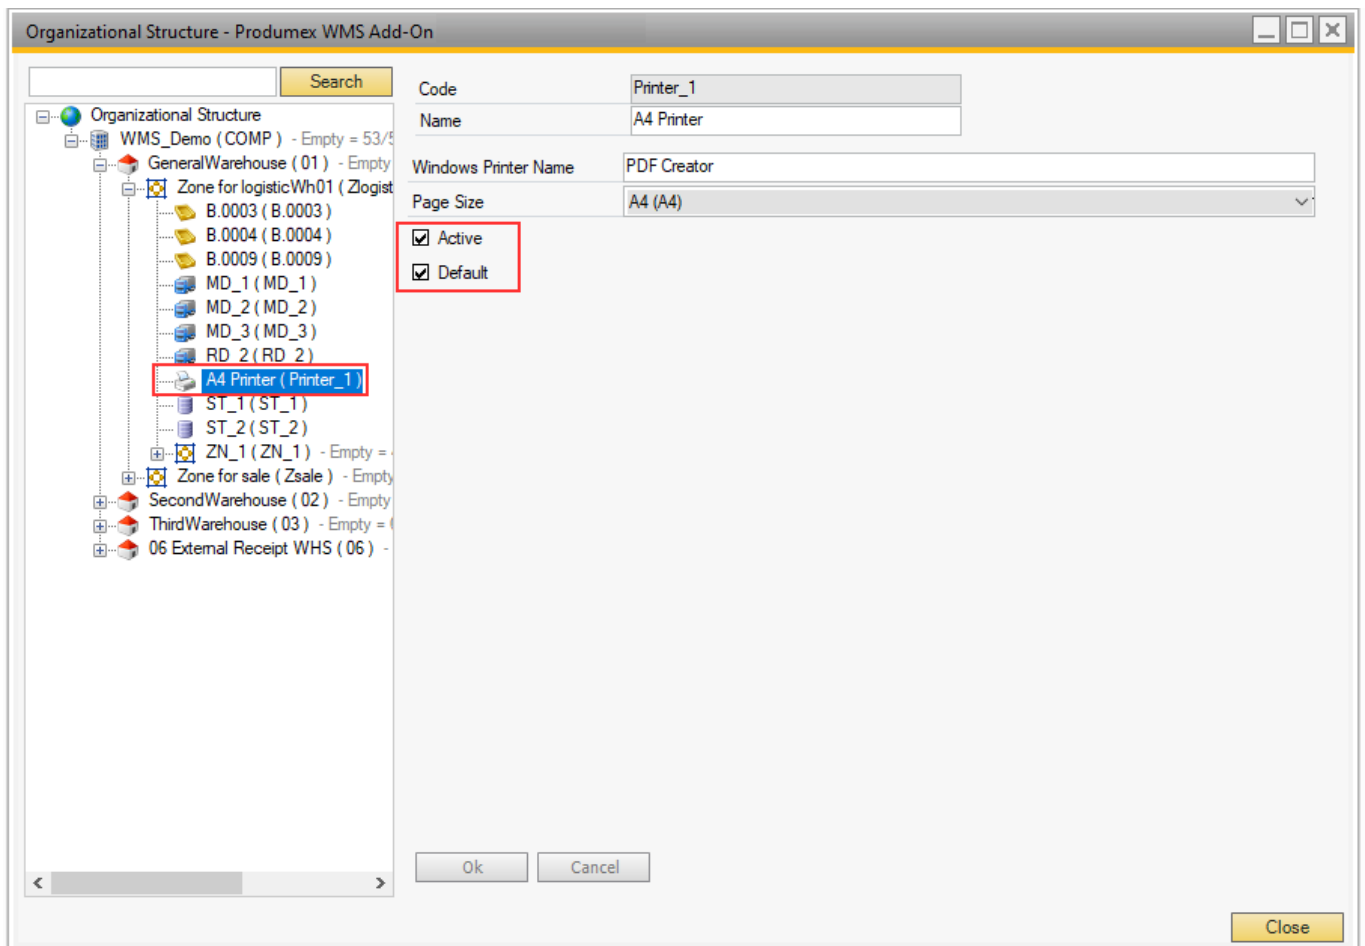 Organizational Structure - Produmex WMS Add-On
Search
Organizational Structure
WMS_Demo ( COMP ) - Empty = 53/5
GeneralWarehouse ( 01 ) - Empty
Zone for logisticWh01 ( Zlogist
B.0003 ( B.0003 )
B.0004 ( B.0004 )
B.0009 ( B.0009 )
MD_1 ( MD_1 )
MD_2 ( MD_2 )
MD_3 ( MD_3 )
RD_2 ( RD_2 )
A4 Printer ( Printer_1 )
ST_1 ( ST_1 )
ST_2 ( ST_2 )
ZN_1 ( ZN_1 ) - Empty =
Zone for sale ( Zsale ) - Empty
SecondWarehouse ( 02 ) - Empty
ThirdWarehouse ( 03 ) - Empty =
06 External Receipt WHS ( 06 ) -
Code Printer_1
Name A4 Printer
Windows Printer Name PDF Creator
Page Size A4 (A4)
Active
Default
Ok Cancel
Close